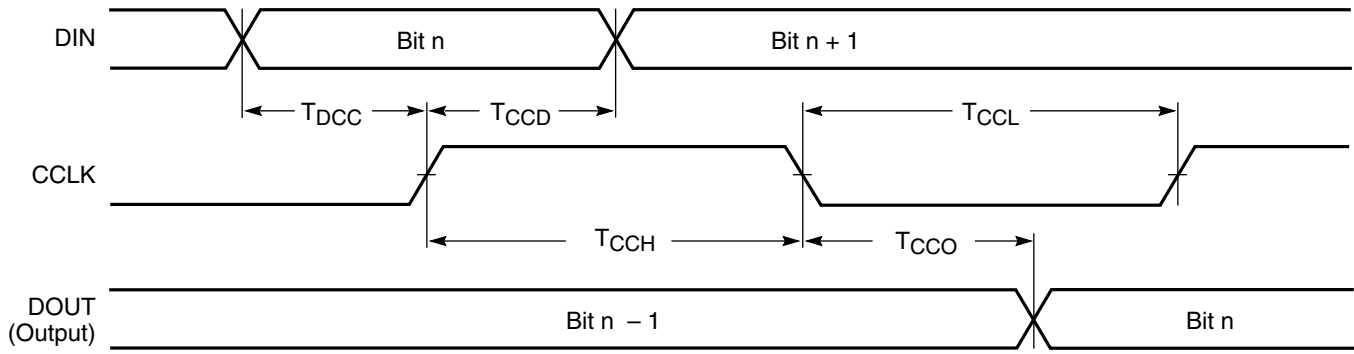 DIN
Bit n
Bit n + 1
TDCC
TCCD
TCCL
CCLK
TCCH
TCCO
DOUT
(Output)
Bit n – 1
Bit n